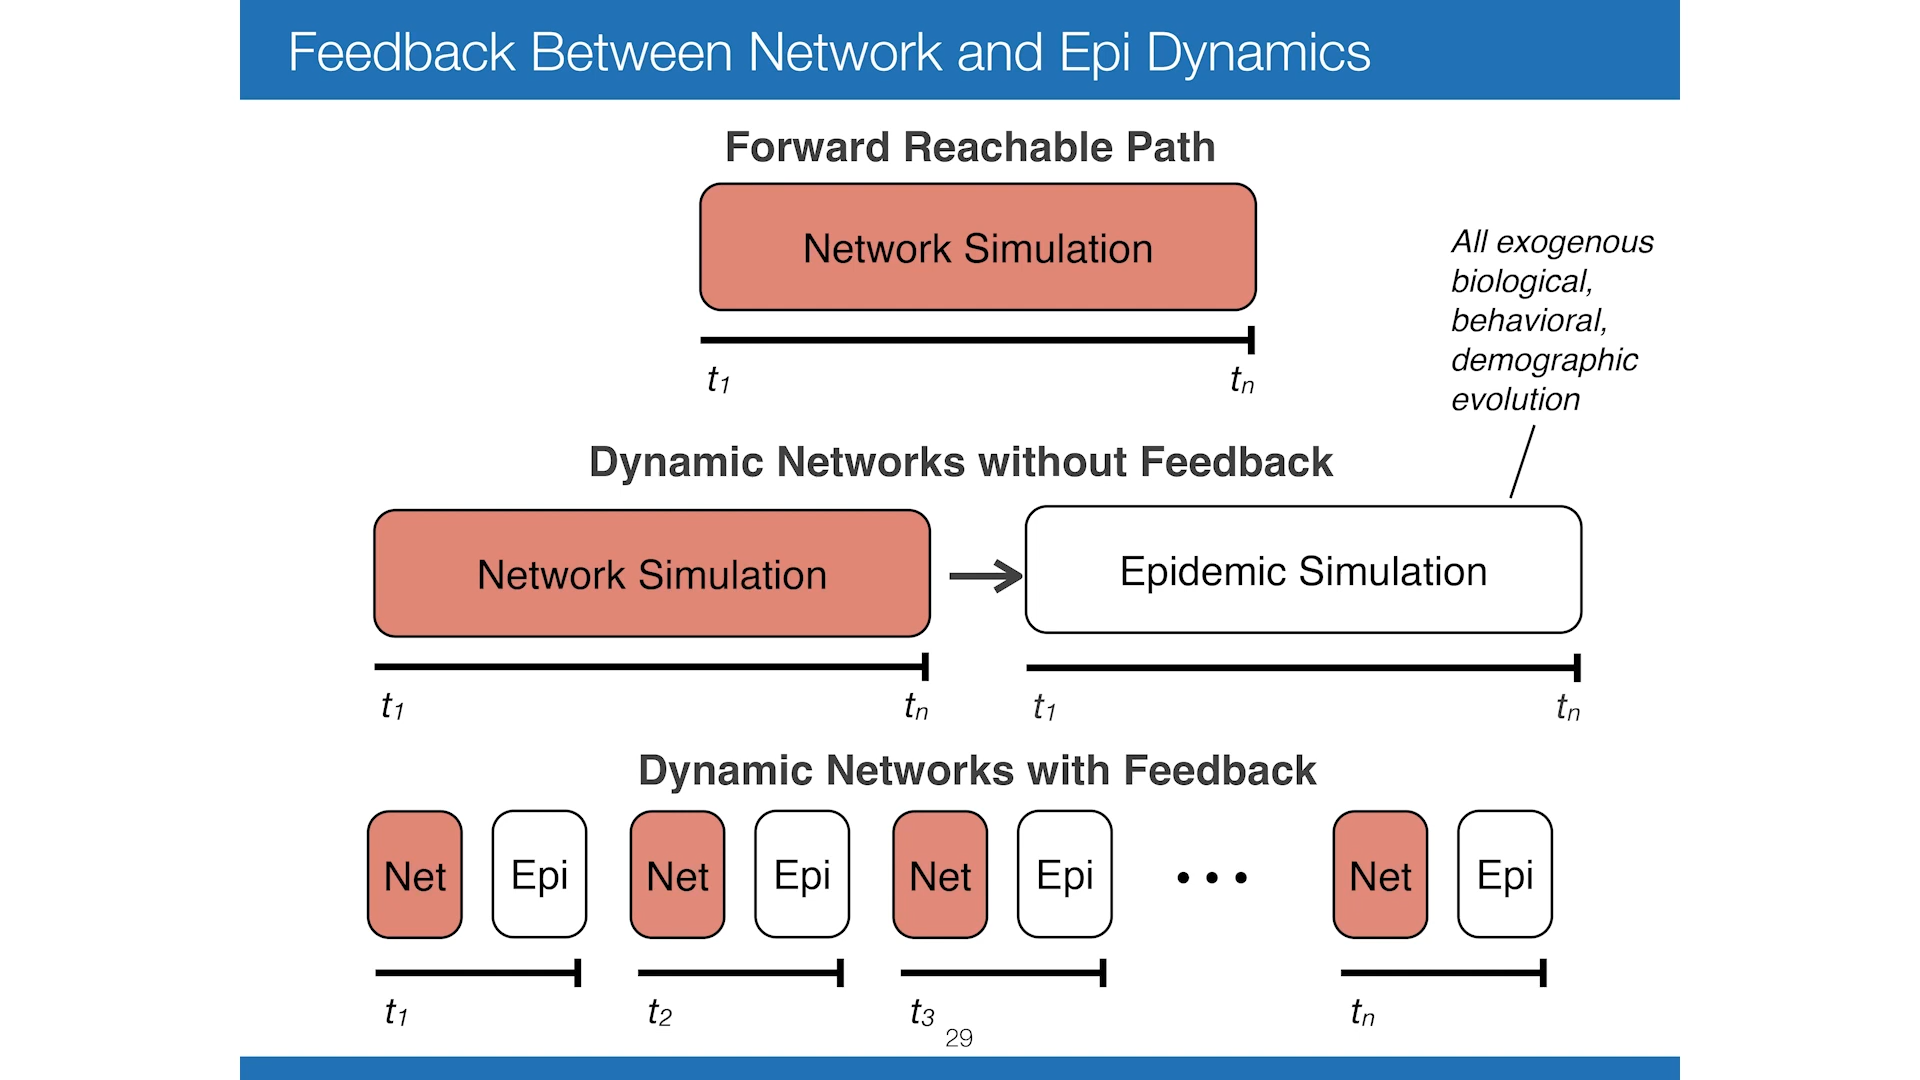 Feedback Between Network and Epi Dynamics
Forward Reachable Path
Network Simulation
t1
tn
All exogenous
biological,
behavioral,
demographic
evolution
Dynamic Networks without Feedback
Network Simulation
Epidemic Simulation
t1
tn
t1
tn
Dynamic Networks with Feedback
Net
Epi
Net
Epi
Net
Epi
• • •
Net
Epi
t1
t2
t3
tn
29